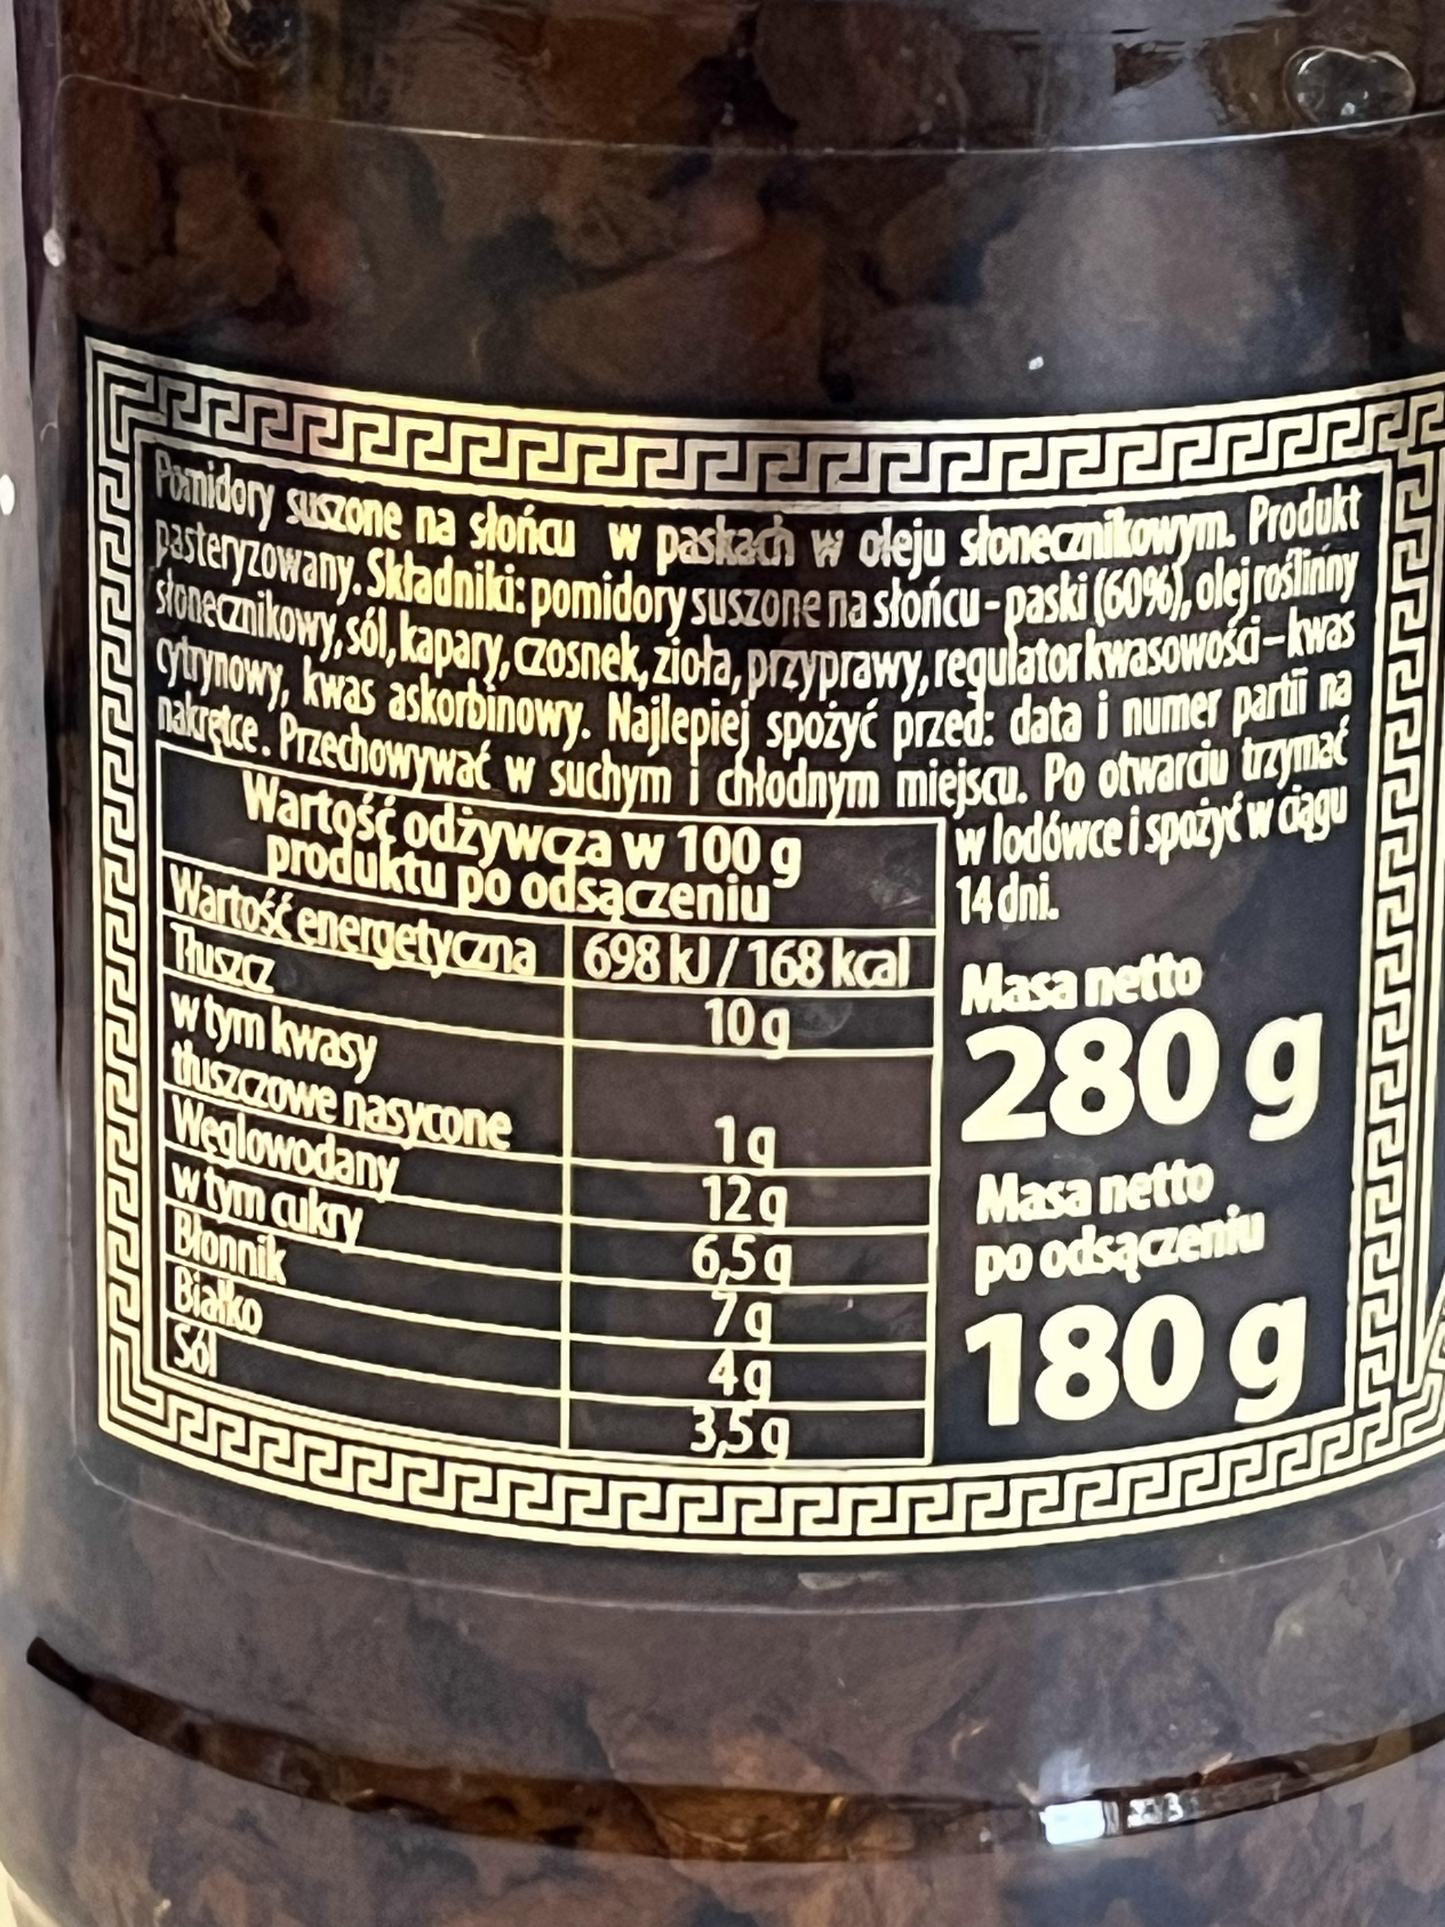 Pomidory suszone na słońcu w paskach w oleju słonecznikowym. Produkt
pasteryzowany. Składniki: pomidory suszone na słońcu - paski (60%), olej roślinny
słonecznikowy, sól, kapary, czosnek, zioła, przyprawy, regulator kwasowości – kwas
cytrynowy, kwas askorbinowy. Najlepiej spożyć przed: data i numer partii na
nakrętce. Przechowywać w suchym i chłodnym miejscu. Po otwarciu trzymać
w lodówce i spożyć w ciągu
14 dni.
Wartość odżywcza w 100 g
produktu po odsączeniu
Wartość energetyczna 698 kJ / 168 kcal
Tłuszcz 10 g
w tym kwasy
tłuszczowe nasycone 1 g
Węglowodany 12 g
w tym cukry 6,5 g
Błonnik 7 g
Białko 4 g
Sól 3,5 g
Masa netto
280 g
Masa netto
po odsączeniu
180 g